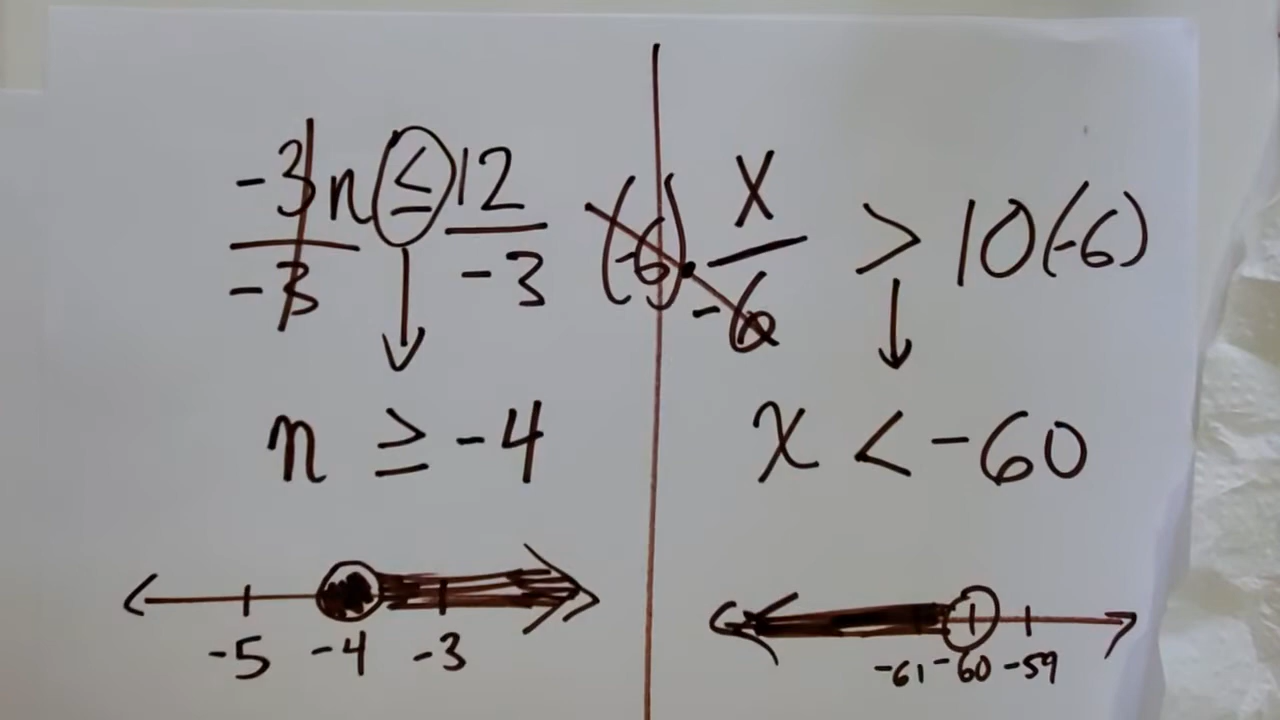 -3n ≤ 12
-3 -3
n ≥ -4
-5 -4 -3
(-6) · x > 10(-6)
-6
x < -60
-61 -60 -59